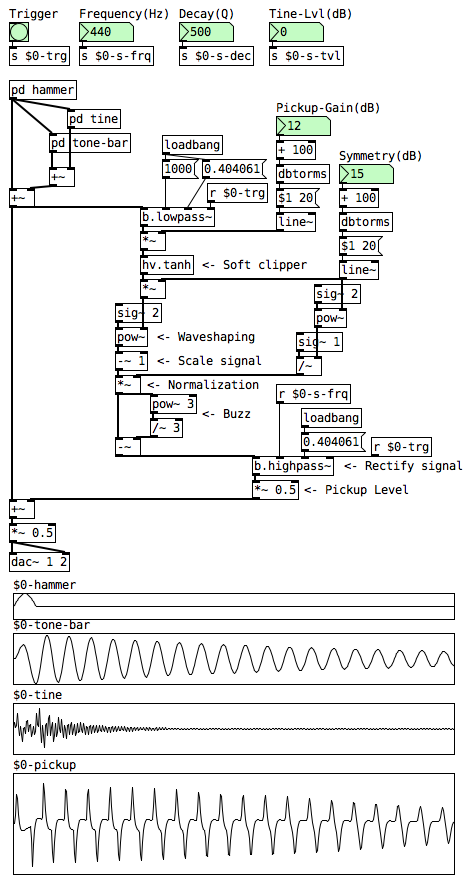 Trigger Frequency(Hz) Decay(Q) Tine-Lvl(dB)
440 500 0
s $0-trg s $0-s-frq s $0-s-dec s $0-s-tvl
pd hammer
Pickup-Gain(dB)
pd tine 12
pd tone-bar loadbang + 100
Symmetry(dB)
1000 0.404061 dbtorms 15
+~
+~ r $0-trg $1 20 + 100
b.lowpass~ line~ dbtorms
*~ $1 20
hv.tanh <- Soft clipper line~
*~ sig~ 2
sig~ 2 pow~
pow~ <- Waveshaping sig~ 1
-~ 1 <- Scale signal /~
*~ <- Normalization r $0-s-frq
pow~ 3 <- Buzz loadbang
/~ 3 0.404061
-~ r $0-trg
b.highpass~ <- Rectify signal
*~ 0.5 <- Pickup Level
+~
*~ 0.5
dac~ 1 2
$0-hammer
$0-tone-bar
$0-tine
$0-pickup